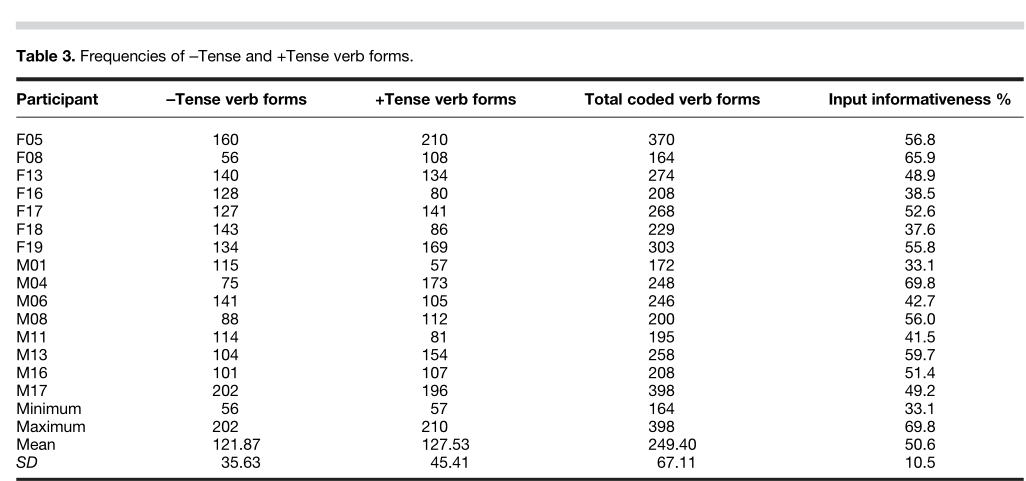 Table 3. Frequencies of –Tense and +Tense verb forms.
Participant –Tense verb forms +Tense verb forms Total coded verb forms Input informativeness %
F05 160 210 370 56.8
F08 56 108 164 65.9
F13 140 134 274 48.9
F16 128 80 208 38.5
F17 127 141 268 52.6
F18 143 86 229 37.6
F19 134 169 303 55.8
M01 115 57 172 33.1
M04 75 173 248 69.8
M06 141 105 246 42.7
M08 88 112 200 56.0
M11 114 81 195 41.5
M13 104 154 258 59.7
M16 101 107 208 51.4
M17 202 196 398 49.2
Minimum 56 57 164 33.1
Maximum 202 210 398 69.8
Mean 121.87 127.53 249.40 50.6
SD 35.63 45.41 67.11 10.5